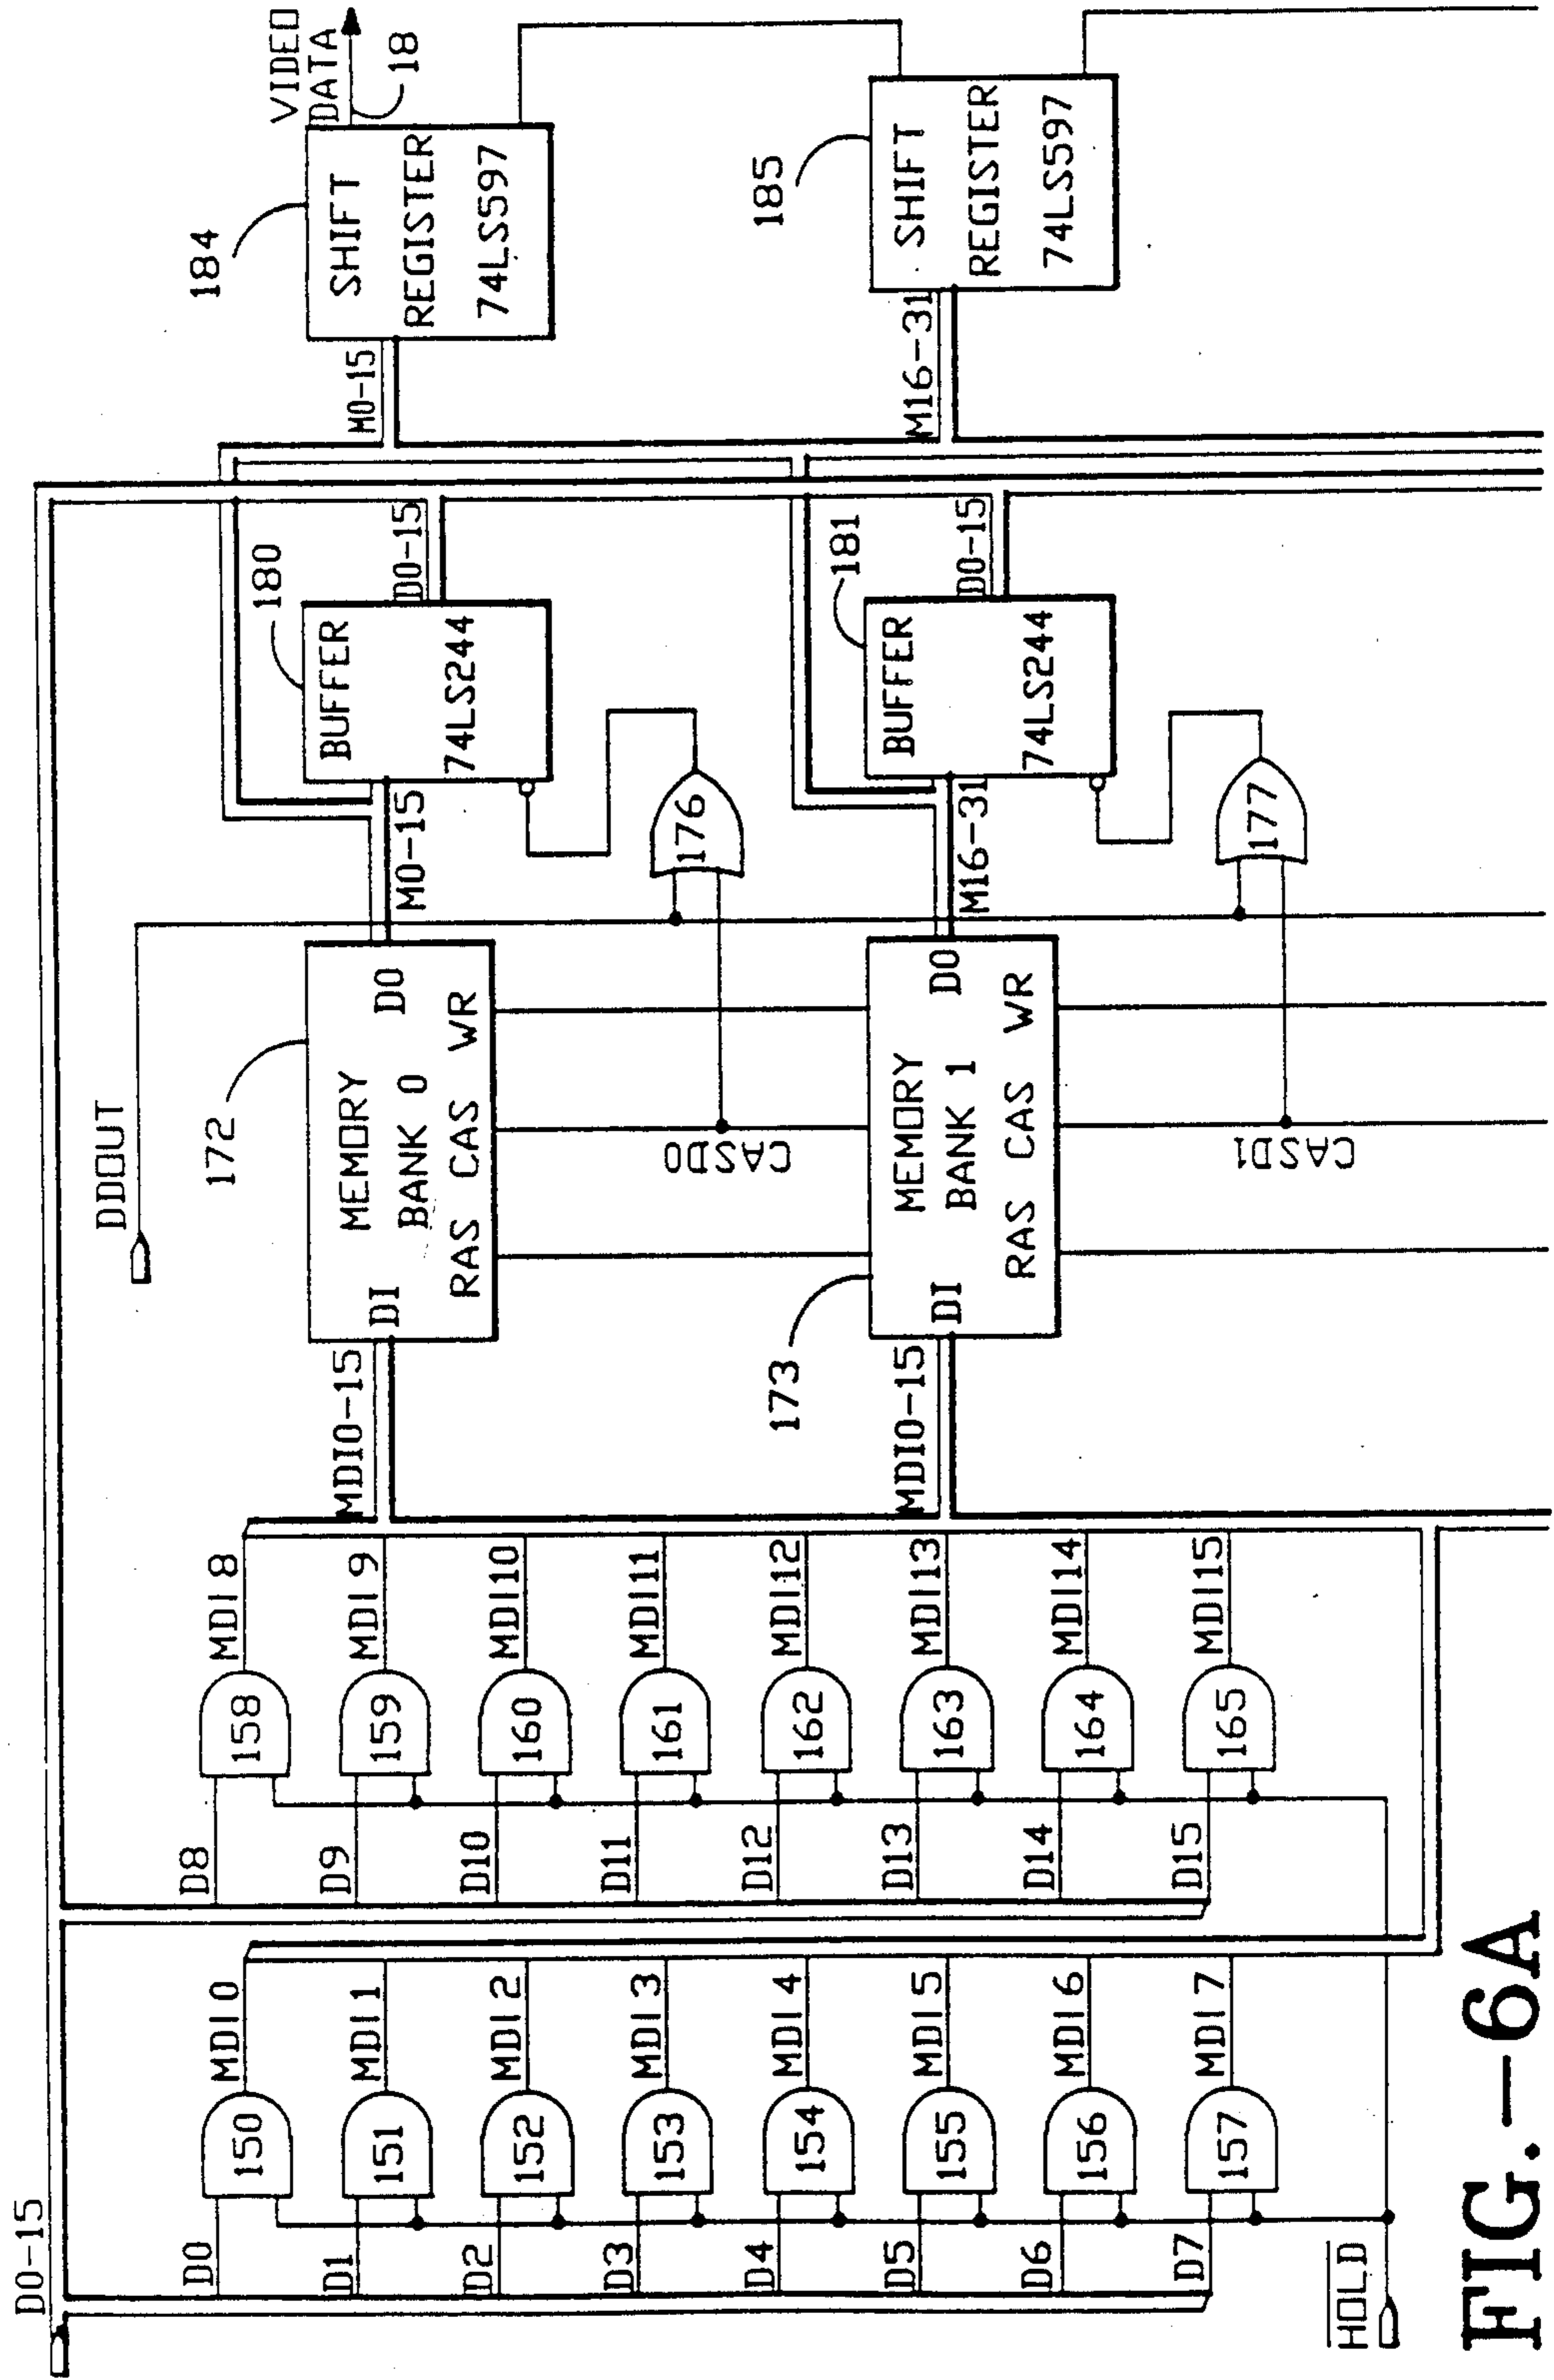 D0-15
D0
D1
D2
D3
D4
D5
D6
D7
150
151
152
153
154
155
156
157
MDI0
MDI1
MDI2
MDI3
MDI4
MDI5
MDI6
MDI7
HOLD
D8
D9
D10
D11
D12
D13
D14
D15
158
159
160
161
162
163
164
165
MDI8
MDI9
MDI10
MDI11
MDI12
MDI13
MDI14
MDI15
DDOUT
MDI0-15
172
DI
MEMORY
BANK 0
DO
RAS CAS WR
M0-15
CASD0
176
180
BUFFER
74LS244
D0-15
M0-15
184
SHIFT
REGISTER
74LS597
VIDEO
DATA
18
MDI0-15
173
DI
MEMORY
BANK 1
DO
RAS CAS WR
M16-31
CASD1
177
181
BUFFER
74LS244
D0-15
M16-31
185
SHIFT
REGISTER
74LS597
FIG.-6A